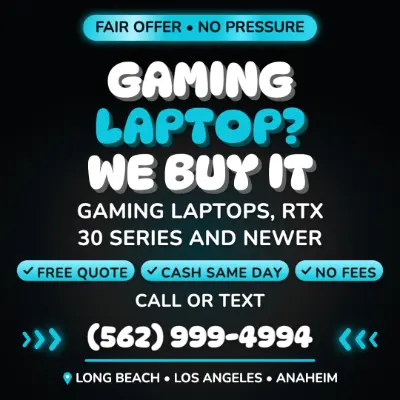 FAIR OFFER • NO PRESSURE
GAMING
LAPTOP?
WE BUY IT
GAMING LAPTOPS, RTX
30 SERIES AND NEWER
✓ FREE QUOTE ✓ CASH SAME DAY ✓ NO FEES
CALL OR TEXT
(562) 999-4994
LONG BEACH • LOS ANGELES • ANAHEIM